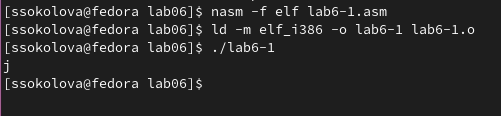 [ssokolova@fedora lab06]$ nasm -f elf lab6-1.asm
[ssokolova@fedora lab06]$ ld -m elf_i386 -o lab6-1 lab6-1.o
[ssokolova@fedora lab06]$ ./lab6-1
j
[ssokolova@fedora lab06]$